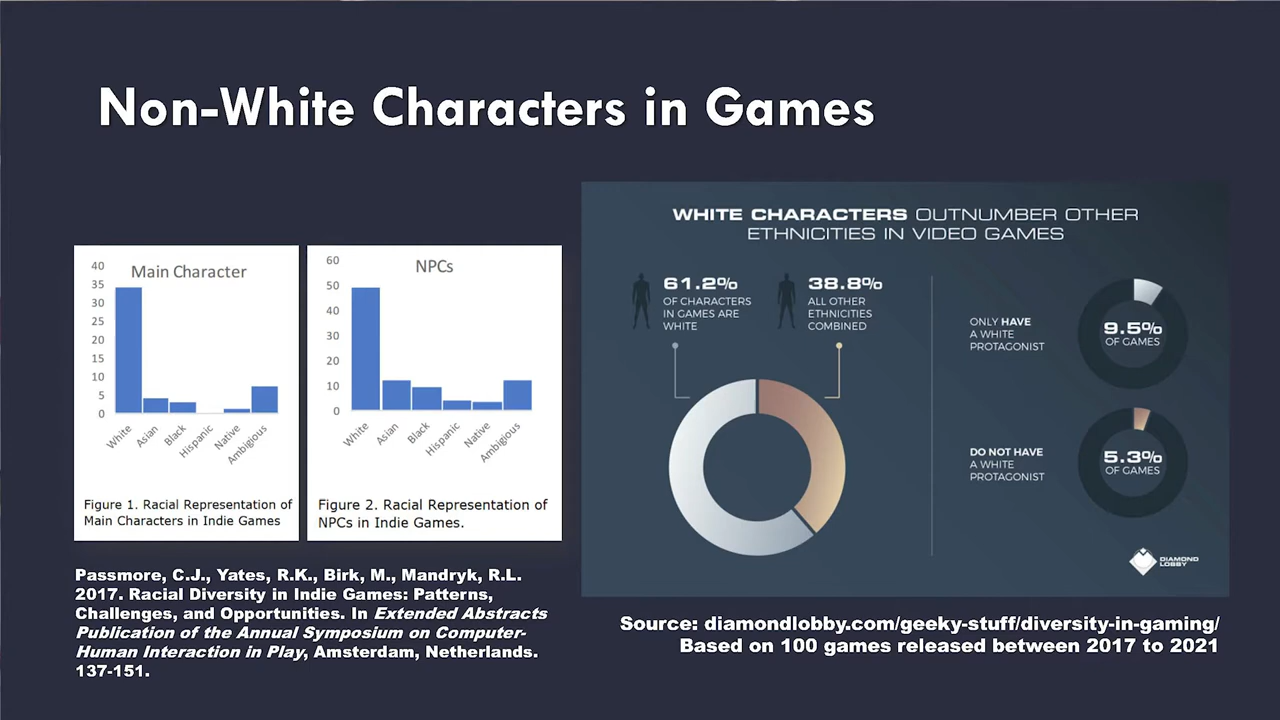 Non-White Characters in Games
Main Character
40
35
30
25
20
15
10
5
0
White
Asian
Black
Hispanic
Native
Ambigious
Figure 1. Racial Representation of
Main Characters in Indie Games
NPCs
60
50
40
30
20
10
0
White
Asian
Black
Hispanic
Native
Ambigious
Figure 2. Racial Representation of
NPCs in Indie Games.
Passmore, C.J., Yates, R.K., Birk, M., Mandryk, R.L.
2017. Racial Diversity in Indie Games: Patterns,
Challenges, and Opportunities. In Extended Abstracts
Publication of the Annual Symposium on Computer-
Human Interaction in Play, Amsterdam, Netherlands.
137-151.
WHITE CHARACTERS OUTNUMBER OTHER
ETHNICITIES IN VIDEO GAMES
61.2%
OF CHARACTERS
IN GAMES ARE
WHITE
38.8%
ALL OTHER
ETHNICITIES
COMBINED
ONLY HAVE
A WHITE
PROTAGONIST
9.5%
OF GAMES
DO NOT HAVE
A WHITE
PROTAGONIST
5.3%
OF GAMES
DIAMOND
LOBBY
Source: diamondlobby.com/geeky-stuff/diversity-in-gaming/
Based on 100 games released between 2017 to 2021